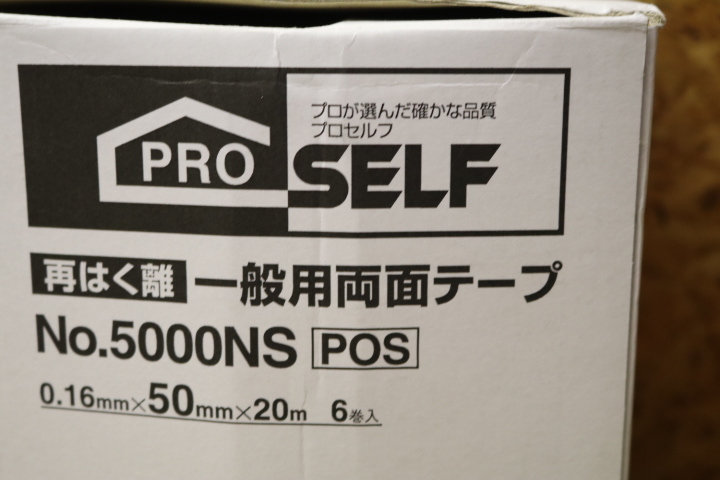 プロが選んだ確かな品質
プロセルフ
PRO SELF
再はく離 一般用両面テープ
No.5000NS POS
0.16mm×50mm×20m 6巻入